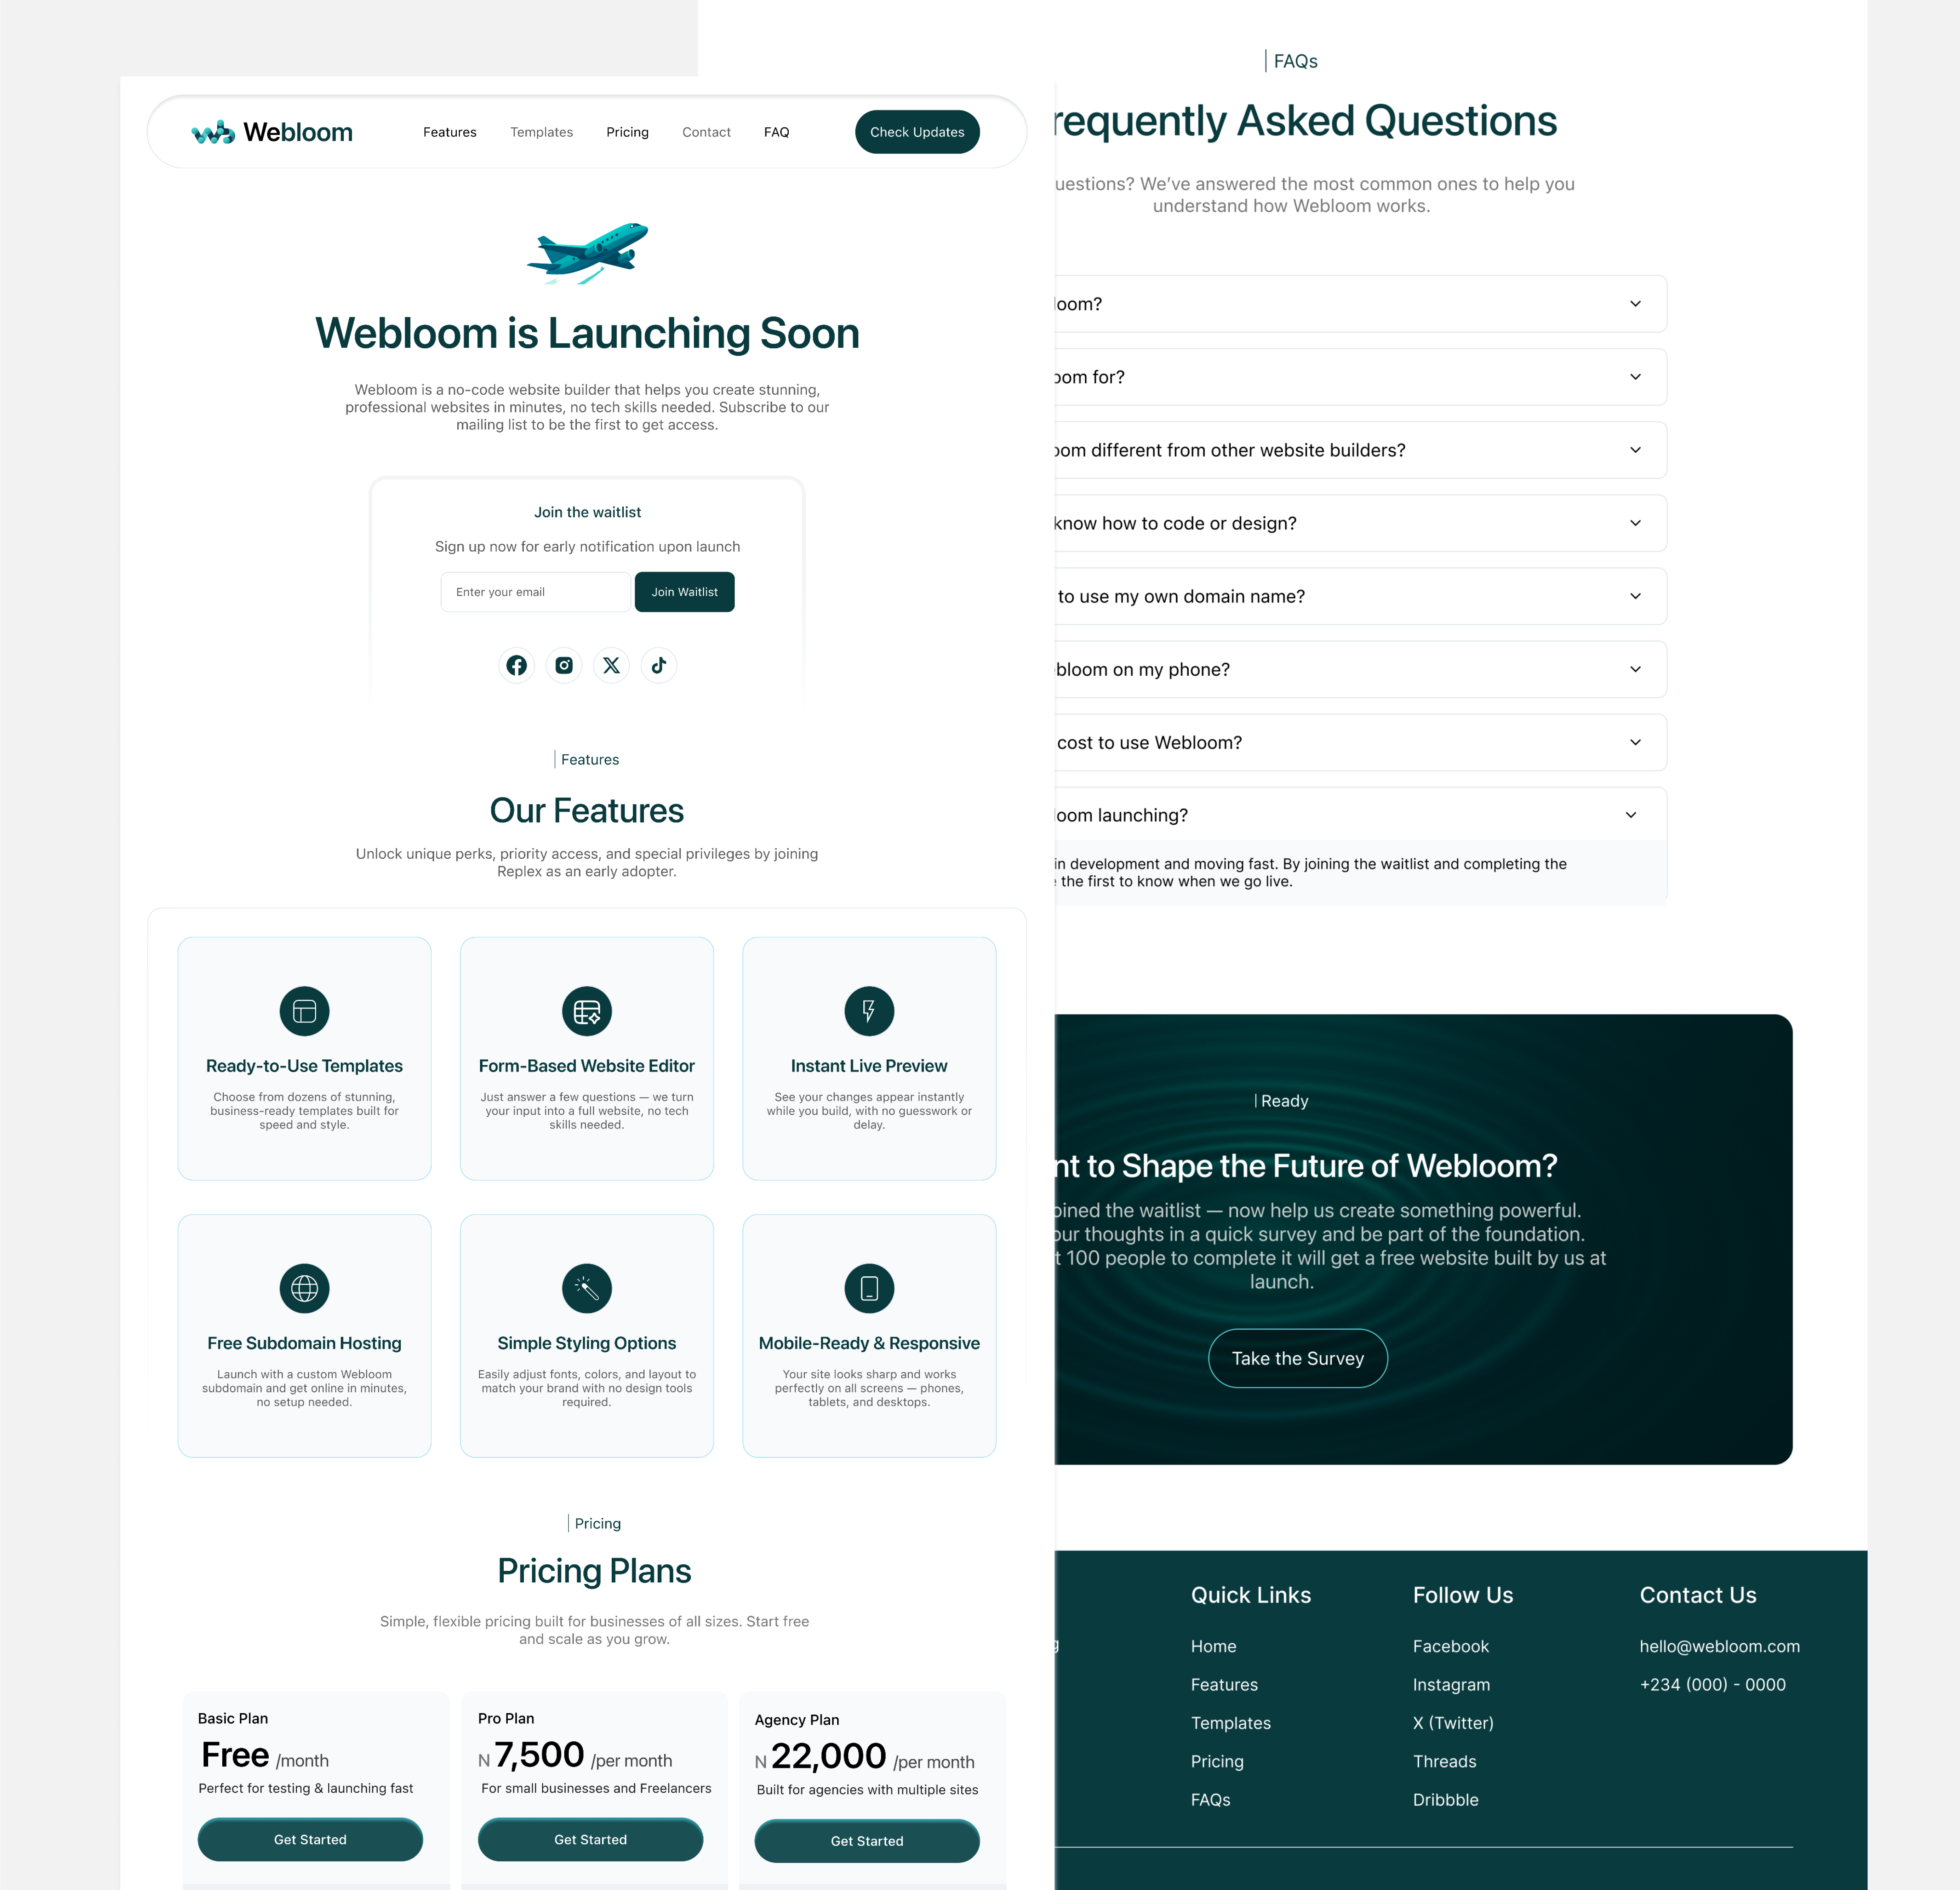 Webloom
Features
Templates
Pricing
Contact
FAQ
Check Updates
Webloom is Launching Soon
Webloom is a no-code website builder that helps you create stunning,
professional websites in minutes, no tech skills needed. Subscribe to our
mailing list to be the first to get access.
Join the waitlist
Sign up now for early notification upon launch
Enter your email
Join Waitlist
Features
Our Features
Unlock unique perks, priority access, and special privileges by joining
Replex as an early adopter.
Ready-to-Use Templates
Choose from dozens of stunning,
business-ready templates built for
speed and style.
Form-Based Website Editor
Just answer a few questions — we turn
your input into a full website, no tech
skills needed.
Instant Live Preview
See your changes appear instantly
while you build, with no guesswork or
delay.
Free Subdomain Hosting
Launch with a custom Webloom
subdomain and get online in minutes,
no setup needed.
Simple Styling Options
Easily adjust fonts, colors, and layout to
match your brand with no design tools
required.
Mobile-Ready & Responsive
Your site looks sharp and works
perfectly on all screens — phones,
tablets, and desktops.
Pricing
Pricing Plans
Simple, flexible pricing built for businesses of all sizes. Start free
and scale as you grow.
Basic Plan
Free /month
Perfect for testing & launching fast
Get Started
Pro Plan
N 7,500 /per month
For small businesses and Freelancers
Get Started
Agency Plan
N 22,000 /per month
Built for agencies with multiple sites
Get Started
FAQs
requently Asked Questions
uestions? We’ve answered the most common ones to help you
understand how Webloom works.
loom?
oom for?
oom different from other website builders?
know how to code or design?
to use my own domain name?
bloom on my phone?
cost to use Webloom?
loom launching?
in development and moving fast. By joining the waitlist and completing the
the first to know when we go live.
Ready
nt to Shape the Future of Webloom?
oined the waitlist — now help us create something powerful.
our thoughts in a quick survey and be part of the foundation.
t 100 people to complete it will get a free website built by us at
launch.
Take the Survey
g
Quick Links
Home
Features
Templates
Pricing
FAQs
Follow Us
Facebook
Instagram
X (Twitter)
Threads
Dribbble
Contact Us
hello@webloom.com
+234 (000) - 0000